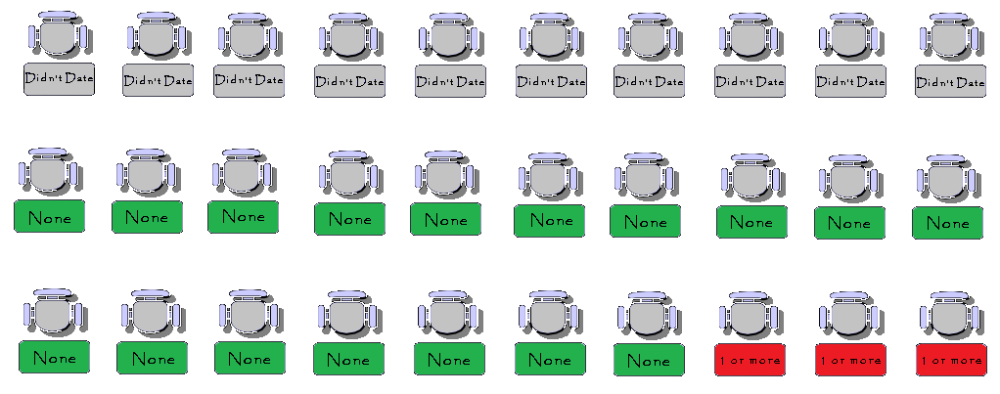 Didn't Date Didn't Date Didn't Date Didn't Date Didn't Date Didn't Date Didn't Date Didn't Date Didn't Date Didn't Date
None None None None None None None None None None
None None None None None None None 1 or more 1 or more 1 or more